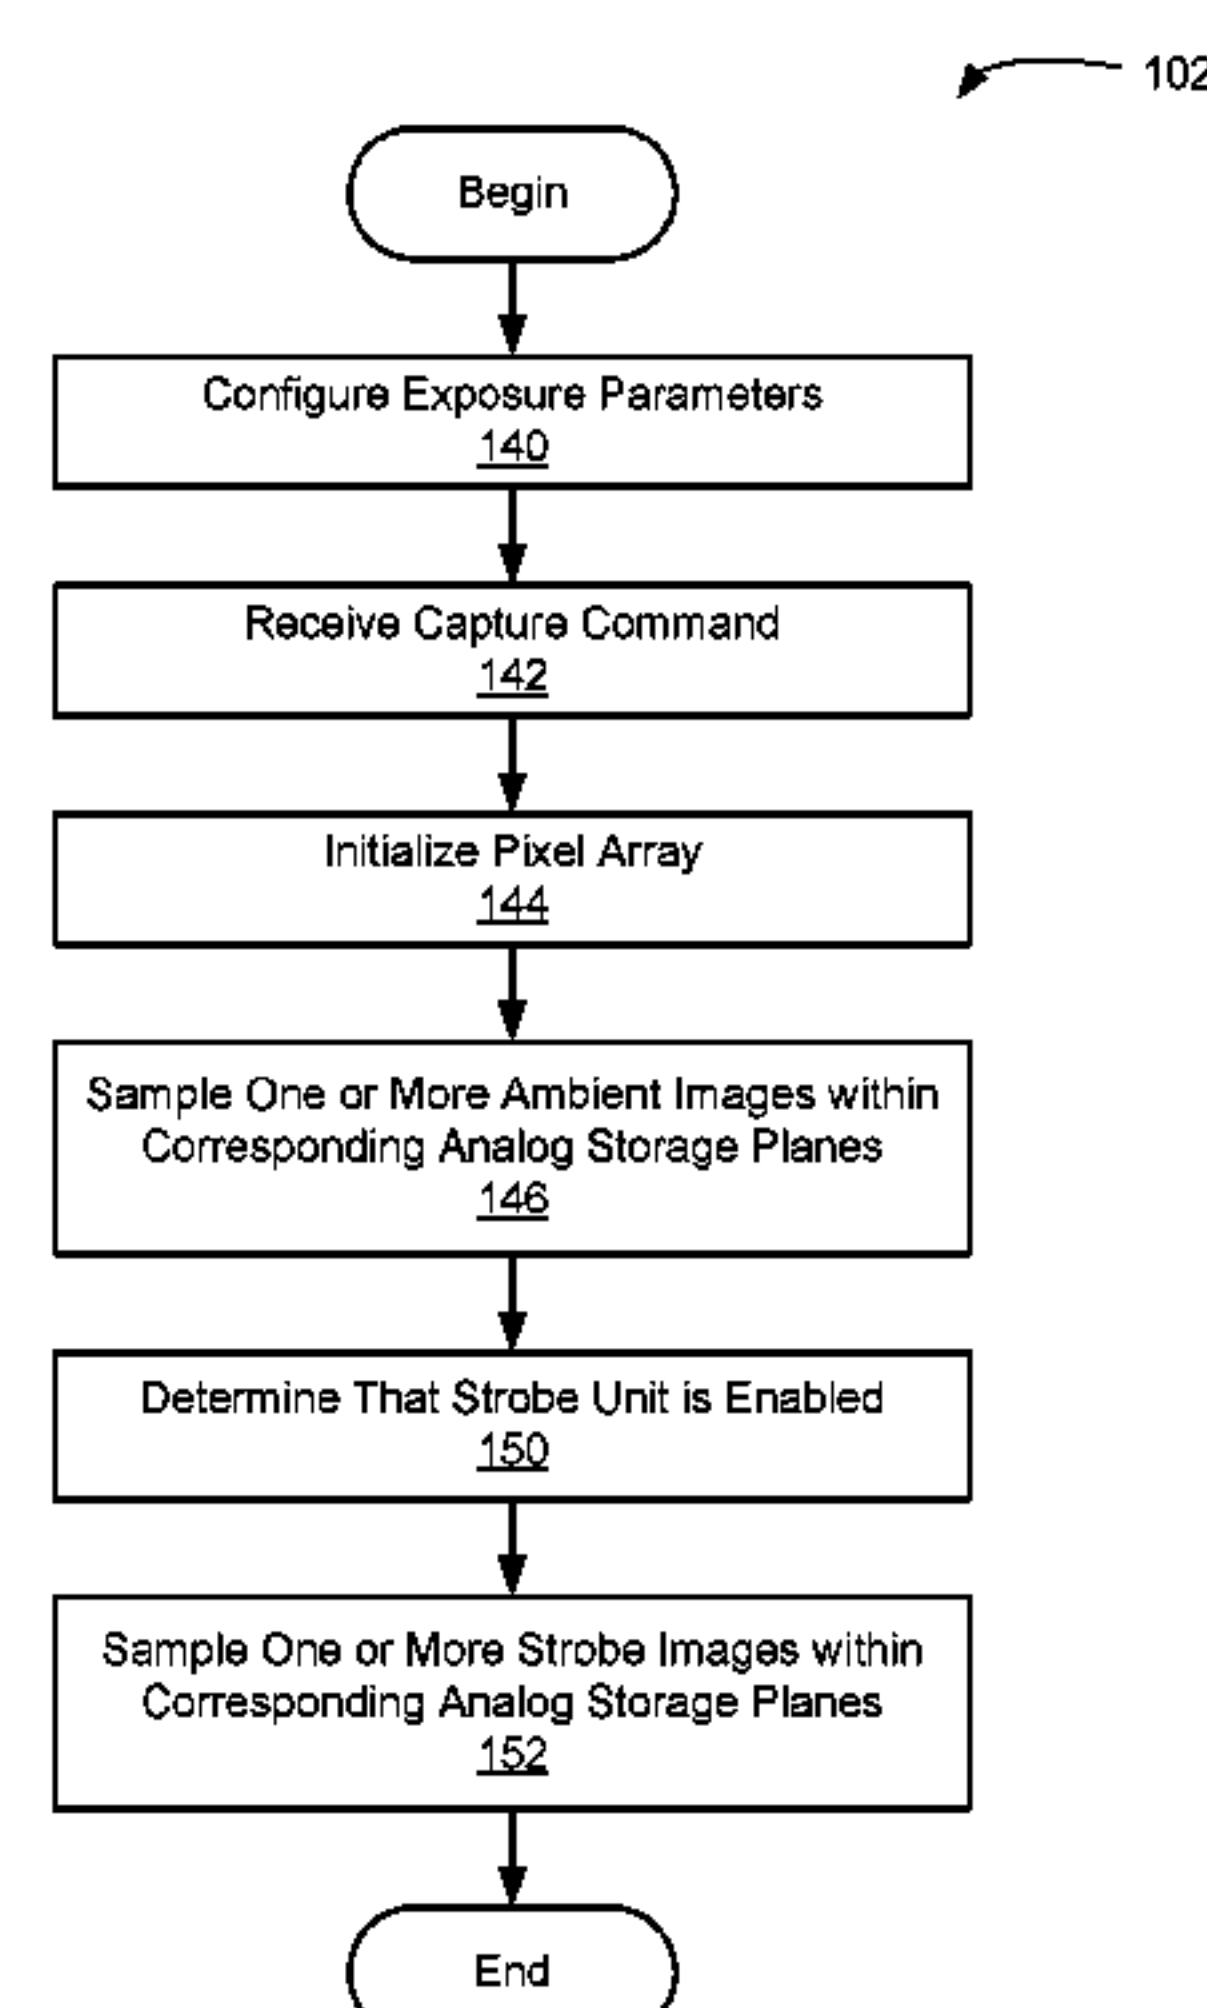 102
Begin
Configure Exposure Parameters
140
Receive Capture Command
142
Initialize Pixel Array
144
Sample One or More Ambient Images within
Corresponding Analog Storage Planes
146
Determine That Strobe Unit is Enabled
150
Sample One or More Strobe Images within
Corresponding Analog Storage Planes
152
End